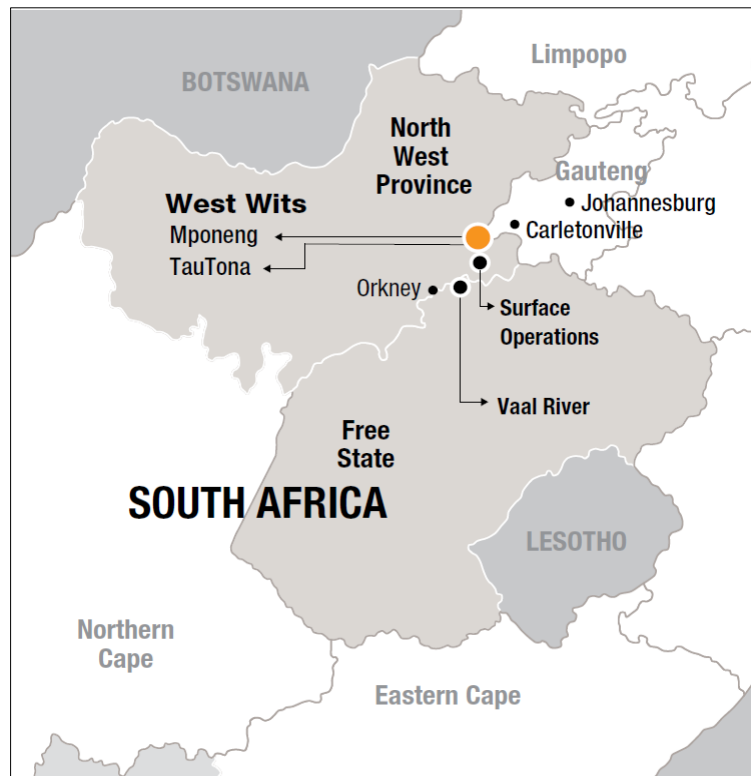 Limpopo
BOTSWANA
North
West
Province
Gauteng
West Wits
Johannesburg
Mponeng
Carletonville
TauTona
Orkney
Surface
Operations
Vaal River
Free
State
SOUTH AFRICA
LESOTHO
Northern
Cape
Eastern Cape